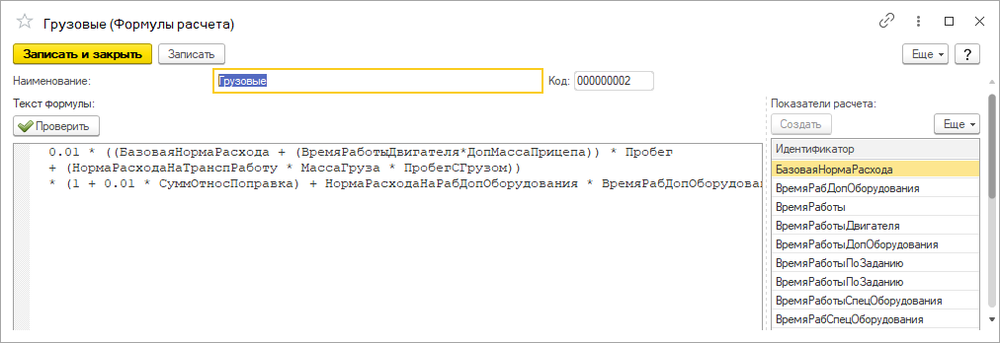 Грузовые (Формулы расчета)
Записать и закрыть
Записать
Еще
?
Наименование:
Грузовые
Код:
000000002
Текст формулы:
Проверить
0.01 * ((БазоваяНормаРасхода + (ВремяРаботыДвигателя*ДопМассаПрицепа)) * Пробег
+ (НормаРасходаНаТранспРаботу * МассаГруза * ПробегСГрузом))
* (1 + 0.01 * СуммОтносПоправка) + НормаРасходаНаРабДопОборудования * ВремяРабДопОборудован
Показатели расчета:
Создать
Еще
Идентификатор
БазоваяНормаРасхода
ВремяРабДопОборудования
ВремяРаботы
ВремяРаботыДвигателя
ВремяРаботыДопОборудования
ВремяРаботыПоЗаданию
ВремяРаботыПоЗаданию
ВремяРаботыСпецОборудования
ВремяРабСпецОборудования